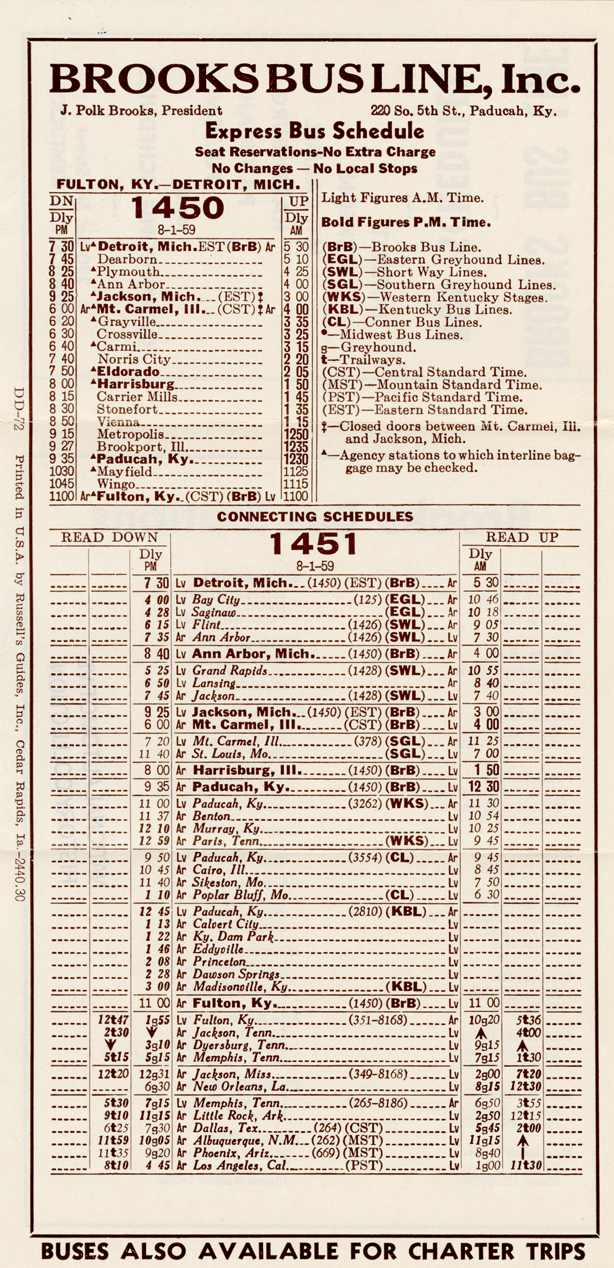 BROOKS BUS LINE, Inc.
J. Polk Brooks, President 220 So. 5th St., Paducah, Ky.
Express Bus Schedule
Seat Reservations-No Extra Charge
No Changes — No Local Stops
FULTON, KY.—DETROIT, MICH.
DN 1450 UP
Dly Dly
PM 8-1-59 AM
7 30 Lv▲Detroit, Mich. EST (BrB) Ar 5 30
7 45 Dearborn 5 10
8 25 ▲Plymouth 4 25
8 40 ▲Ann Arbor 4 00
9 25 ▲Jackson, Mich. (EST) ‡ 3 00
6 00 Ar▲Mt. Carmel, Ill. (CST) ‡ Ar 4 00
6 20 ▲Grayville 3 35
6 30 Crossville 3 25
6 40 ▲Carmi 3 15
7 40 Norris City 2 20
7 50 ▲Eldorado 2 05
8 00 ▲Harrisburg 1 50
8 15 Carrier Mills 1 45
8 30 Stonefort 1 35
8 50 Vienna 1 15
9 15 Metropolis 1250
9 27 Brookport, Ill. 1235
9 35 ▲Paducah, Ky. 1230
1030 ▲Mayfield 1125
1045 Wingo 1115
1100 Ar▲Fulton, Ky. (CST) (BrB) Lv 1100
Light Figures A.M. Time.
Bold Figures P.M. Time.
(BrB)—Brooks Bus Line.
(EGL)—Eastern Greyhound Lines.
(SWL)—Short Way Lines.
(SGL)—Southern Greyhound Lines.
(WKS)—Western Kentucky Stages.
(KBL)—Kentucky Bus Lines.
(CL)—Conner Bus Lines.
•—Midwest Bus Lines.
g—Greyhound.
t—Trailways.
(CST)—Central Standard Time.
(MST)—Mountain Standard Time.
(PST)—Pacific Standard Time.
(EST)—Eastern Standard Time.
‡—Closed doors between Mt. Carmel, Ill.
and Jackson, Mich.
▲—Agency stations to which interline bag-
gage may be checked.
CONNECTING SCHEDULES
READ DOWN 1451 READ UP
Dly Dly
PM 8-1-59 AM
7 30 Lv Detroit, Mich. (1450) (EST) (BrB) Ar 5 30
4 00 Lv Bay City (125) (EGL) Ar 10 46
4 28 Lv Saginaw (EGL) Ar 10 18
6 15 Lv Flint (1426) (SWL) Ar 9 05
7 35 Ar Ann Arbor (1426) (SWL) Lv 7 30
8 40 Lv Ann Arbor, Mich. (1450) (BrB) Ar 4 00
5 25 Lv Grand Rapids (1428) (SWL) Ar 10 55
6 50 Lv Lansing Ar 8 40
7 45 Ar Jackson (1428) (SWL) Lv 7 40
9 25 Lv Jackson, Mich. (1450) (EST) (BrB) Ar 3 00
6 00 Ar Mt. Carmel, Ill. (CST) (BrB) Lv 4 00
7 20 Lv Mt. Carmel, Ill. (378) (SGL) Ar 11 25
11 40 Ar St. Louis, Mo. (SGL) Lv 7 00
8 00 Ar Harrisburg, Ill. (1450) (BrB) Lv 1 50
9 35 Ar Paducah, Ky. (1450) (BrB) Lv 12 30
11 00 Lv Paducah, Ky. (3262) (WKS) Ar 11 30
11 37 Ar Benton Lv 10 54
12 10 Ar Murray, Ky. Lv 10 25
12 59 Ar Paris, Tenn. (WKS) Lv 9 45
9 50 Lv Paducah, Ky. (3554) (CL) Ar 9 45
10 45 Ar Cairo, Ill. Lv 8 45
11 40 Ar Sikeston, Mo. Lv 7 50
1 10 Ar Poplar Bluff, Mo. (CL) Lv 6 30
12 45 Lv Paducah, Ky. (2810) (KBL) Ar
1 13 Ar Calvert City Lv
1 22 Ar Ky. Dam Park Lv
1 46 Ar Eddyville Lv
2 08 Ar Princeton Lv
2 28 Ar Dawson Springs Lv
3 00 Ar Madisonville, Ky. (KBL) Lv
11 00 Ar Fulton, Ky. (1450) (BrB) Lv 11 00
12t47 1g55 Lv Fulton, Ky. (351-8168) Ar 10g20 5t36
2t30 Ar Jackson, Tenn. Lv 4t00
3g10 Ar Dyersburg, Tenn. Lv 9g15
5t15 5g15 Ar Memphis, Tenn. Lv 7g15 1t30
12t20 12g31 Ar Jackson, Miss. (349-8168) Lv 2g00 7t20
6g30 Ar New Orleans, La. Lv 8g15 12t30
5t30 7g15 Lv Memphis, Tenn. (265-8186) Ar 6g50 3t55
9t10 11g15 Ar Little Rock, Ark. Lv 2g50 12t15
6t25 7g30 Ar Dallas, Tex. (264) (CST) Lv 5g45 2t00
11t59 10g05 Ar Albuquerque, N.M. (262) (MST) Lv 11g15
11t35 9g20 Ar Phoenix, Ariz. (669) (MST) Lv 8g40
8t10 4 45 Ar Los Angeles, Cal. (PST) Lv 1g00 11t30
BUSES ALSO AVAILABLE FOR CHARTER TRIPS
DD-72 Printed in U.S.A. by Russell's Guides, Inc., Cedar Rapids, Ia.—2440.30